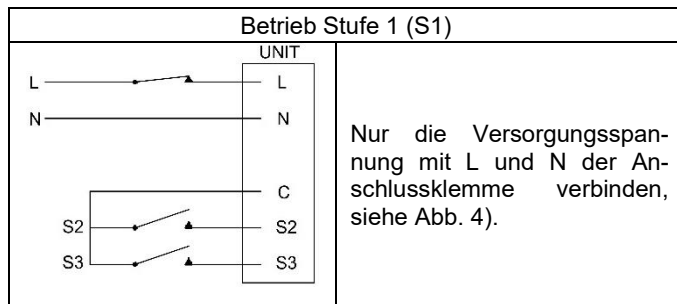 Betrieb Stufe 1 (S1)
UNIT
L L
N N
C
S2 S2
S3 S3
Nur die Versorgungsspan-
nung mit L und N der An-
schlussklemme verbinden,
siehe Abb. 4).